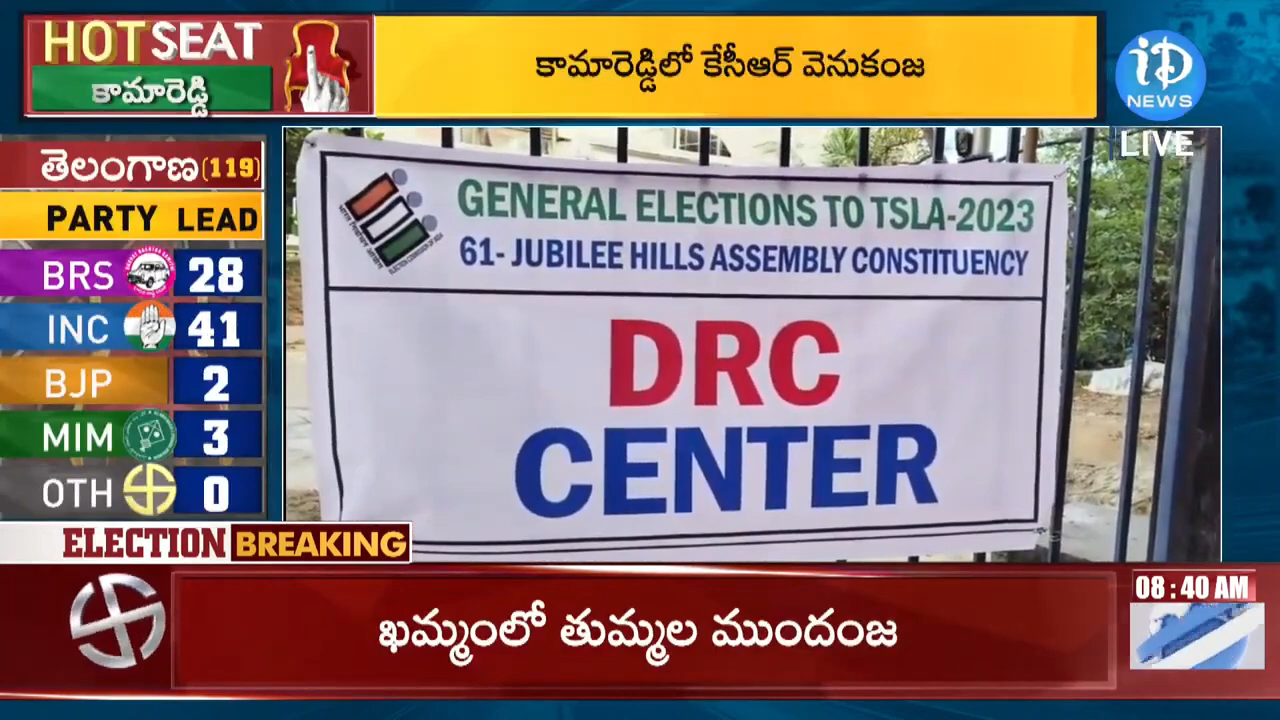 HOT SEAT
కామారెడ్డి
కామారెడ్డిలో కేసీఆర్ వెనుకంజ
iD
NEWS
LIVE
తెలంగాణ (119)
PARTY LEAD
BRS 28
INC 41
BJP 2
MIM 3
OTH 0
GENERAL ELECTIONS TO TSLA-2023
61- JUBILEE HILLS ASSEMBLY CONSTITUENCY
DRC
CENTER
ELECTION BREAKING
08 : 40 AM
ఖమ్మంలో తుమ్మల ముందంజ